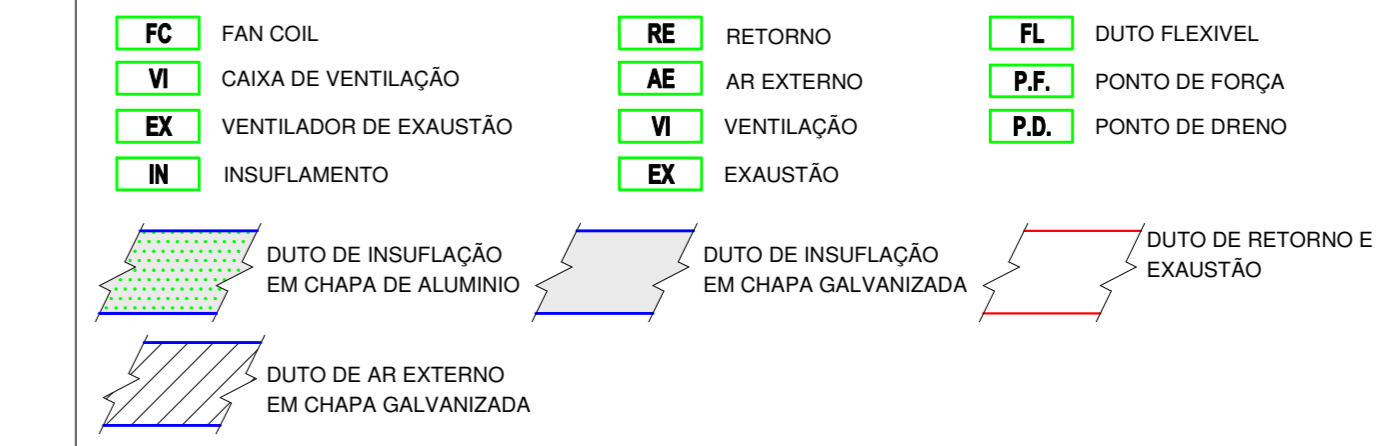 FC FAN COIL
RE RETORNO
FL DUTO FLEXIVEL
VI CAIXA DE VENTILAÇÃO
AE AR EXTERNO
P.F. PONTO DE FORÇA
EX VENTILADOR DE EXAUSTÃO
VI VENTILAÇÃO
P.D. PONTO DE DRENO
IN INSUFLAMENTO
EX EXAUSTÃO
DUTO DE INSUFLAÇÃO
EM CHAPA DE ALUMINIO
DUTO DE INSUFLAÇÃO
EM CHAPA GALVANIZADA
DUTO DE RETORNO E
EXAUSTÃO
DUTO DE AR EXTERNO
EM CHAPA GALVANIZADA